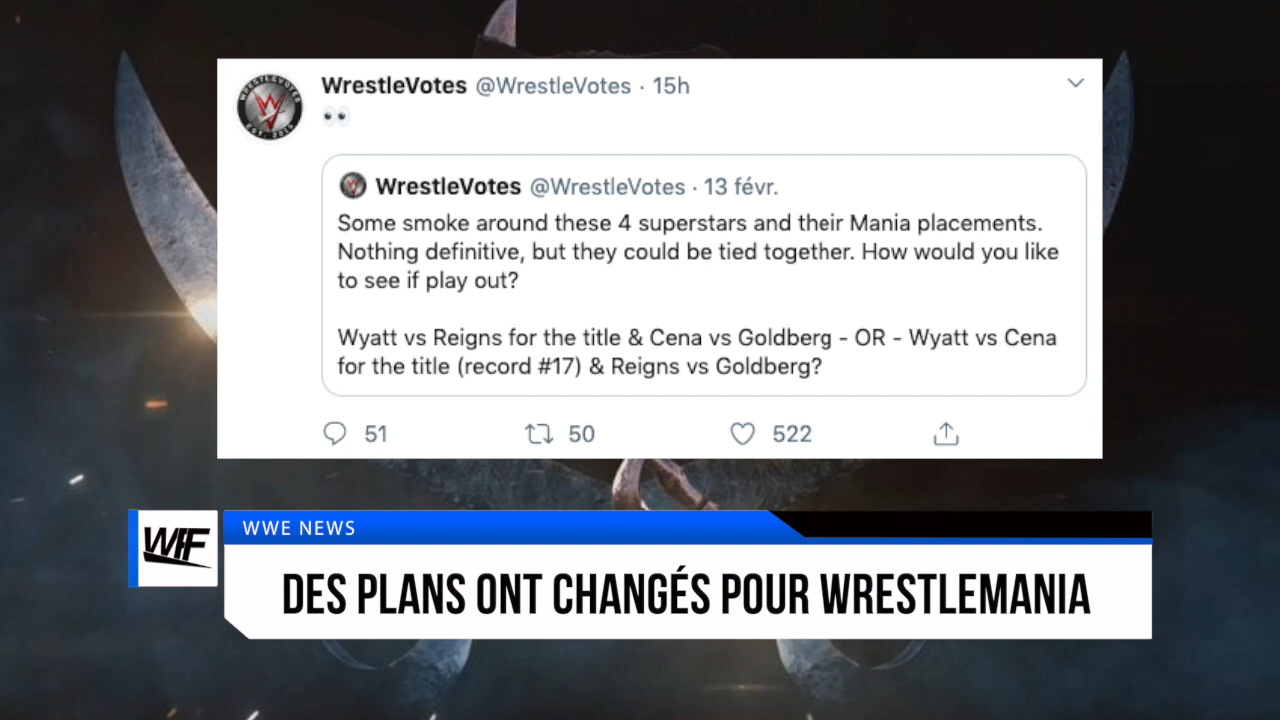 WrestleVotes @WrestleVotes · 15h
👀
WrestleVotes @WrestleVotes · 13 févr.
Some smoke around these 4 superstars and their Mania placements.
Nothing definitive, but they could be tied together. How would you like
to see if play out?
Wyatt vs Reigns for the title & Cena vs Goldberg - OR - Wyatt vs Cena
for the title (record #17) & Reigns vs Goldberg?
51 50 522
WIF
WWE NEWS
DES PLANS ONT CHANGÉS POUR WRESTLEMANIA